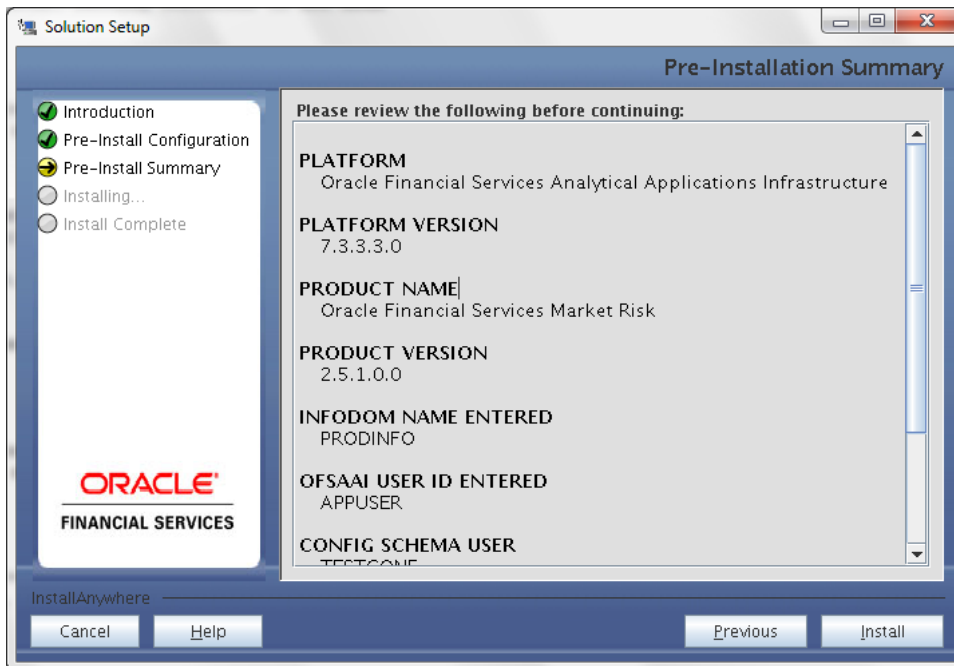 Solution Setup
Pre-Installation Summary
Introduction
Pre-Install Configuration
Pre-Install Summary
Installing...
Install Complete
ORACLE
FINANCIAL SERVICES
Please review the following before continuing:
PLATFORM
Oracle Financial Services Analytical Applications Infrastructure
PLATFORM VERSION
7.3.3.3.0
PRODUCT NAME
Oracle Financial Services Market Risk
PRODUCT VERSION
2.5.1.0.0
INFODOM NAME ENTERED
PRODINFO
OFSAAI USER ID ENTERED
APPUSER
CONFIG SCHEMA USER
InstallAnywhere
Cancel
Help
Previous
Install